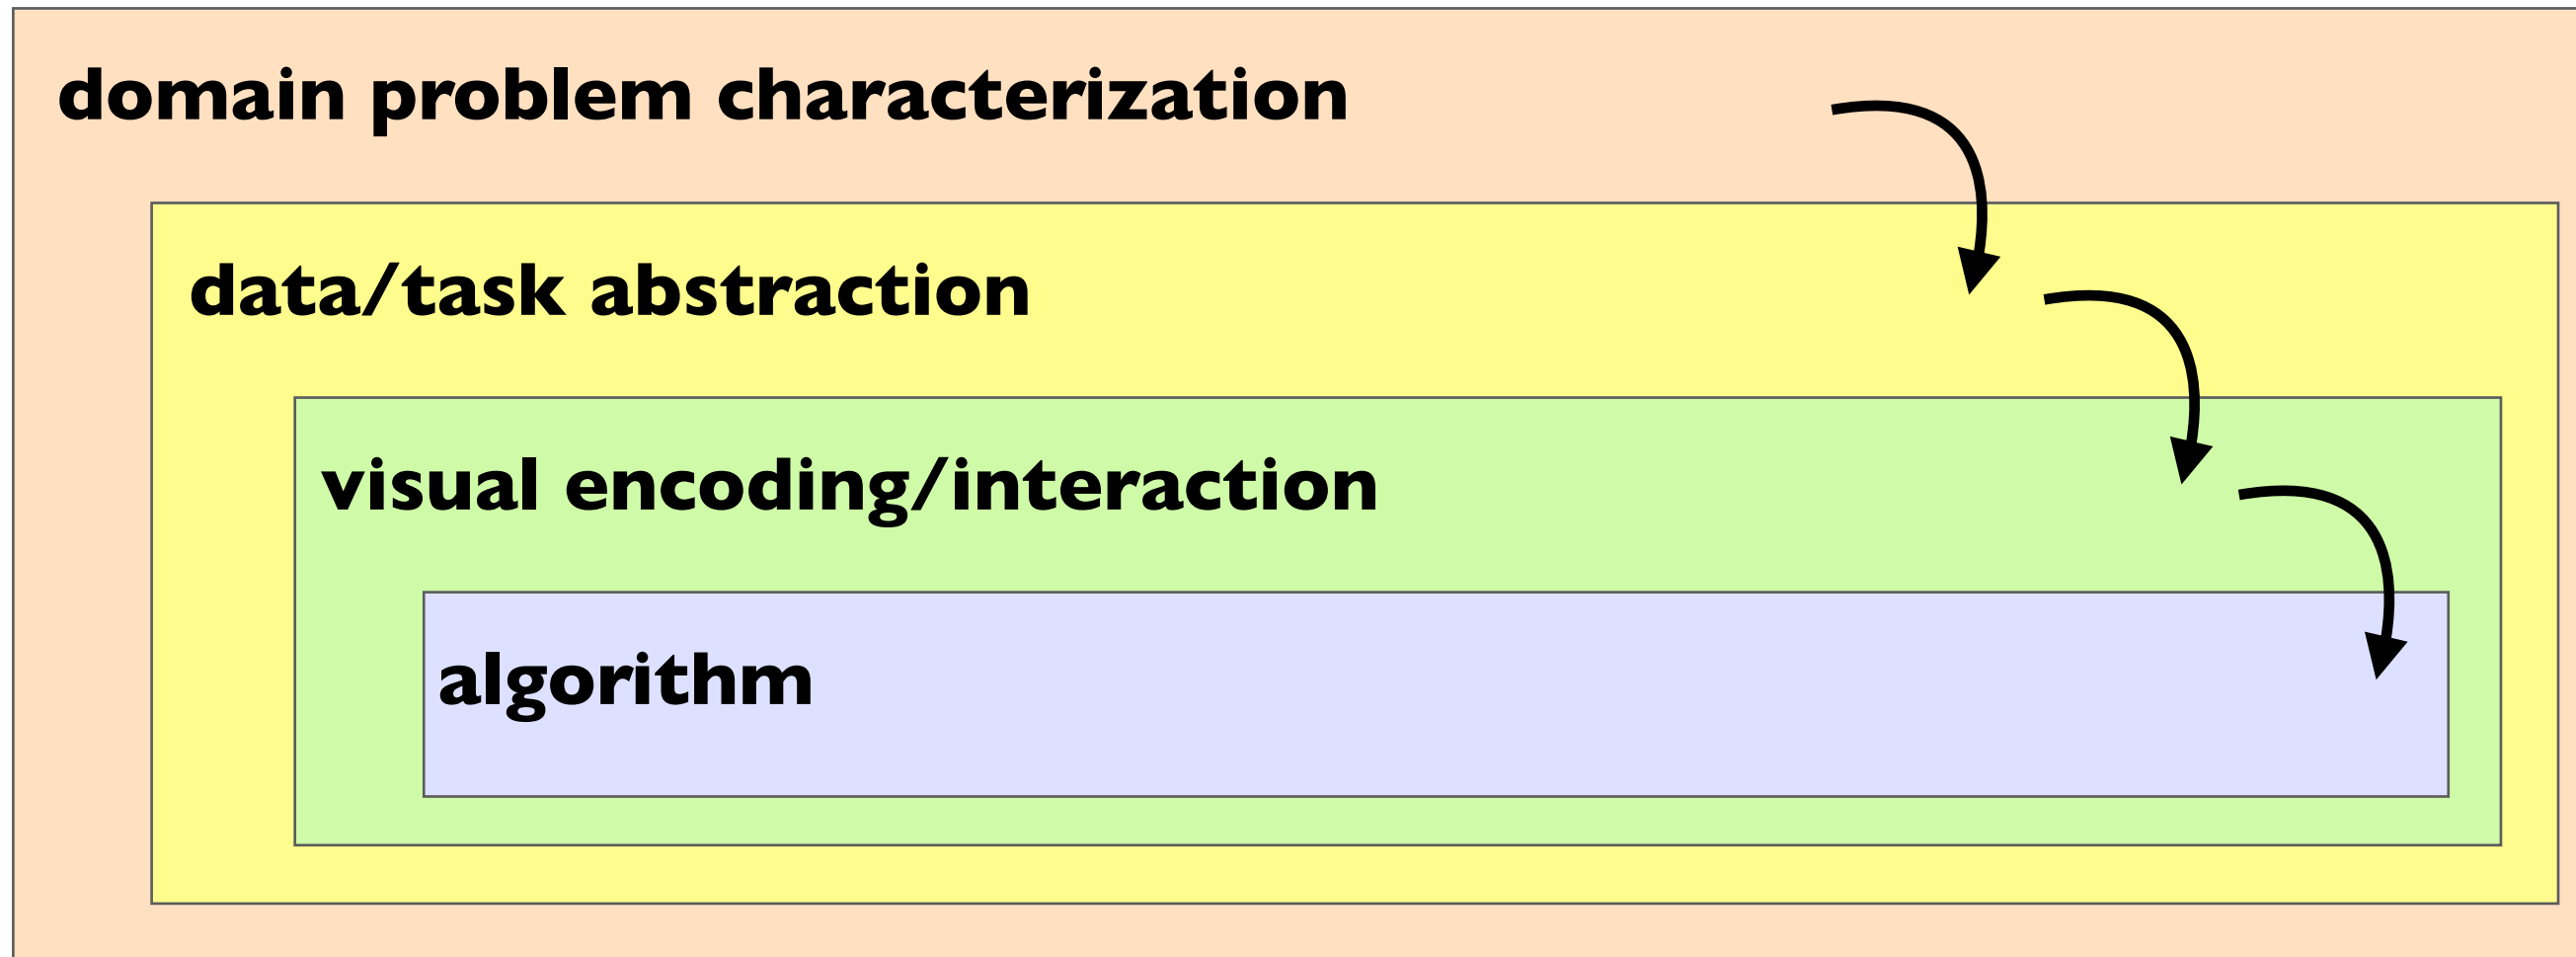 domain problem characterization
data/task abstraction
visual encoding/interaction
algorithm